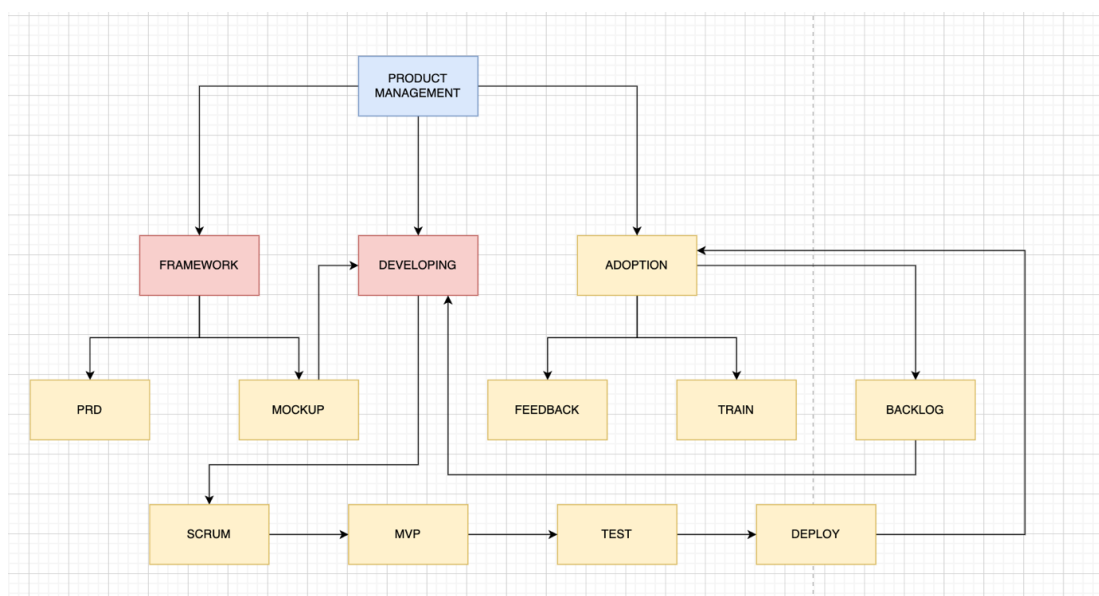 PRODUCT
MANAGEMENT
FRAMEWORK
DEVELOPING
ADOPTION
PRD
MOCKUP
FEEDBACK
TRAIN
BACKLOG
SCRUM
MVP
TEST
DEPLOY